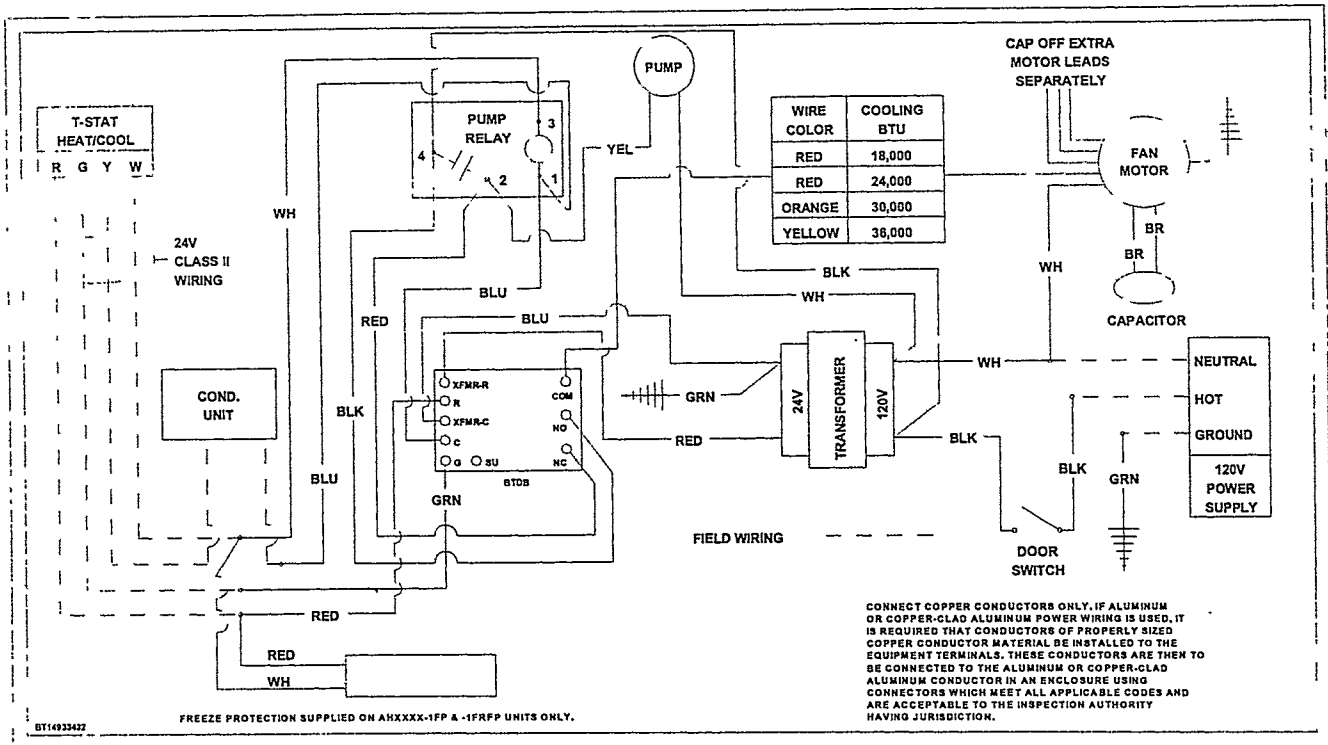 CAP OFF EXTRA
MOTOR LEADS
SEPARATELY
T-STAT
HEAT/COOL
R G Y W
PUMP
RELAY
3
4
2
1
PUMP
YEL
WIRE COLOR
COOLING BTU
RED 18,000
RED 24,000
ORANGE 30,000
YELLOW 36,000
FAN
MOTOR
BR
BR
CAPACITOR
WH
24V
CLASS II
WIRING
WH
BLU
BLU
RED
BLK
WH
COND.
UNIT
BLK
BLU
XFMR-R
R
XFMR-C
C
G
SU
COM
NO
NC
BTDB
GRN
GRN
RED
24V
TRANSFORMER
120V
WH
BLK
NEUTRAL
HOT
GROUND
120V
POWER
SUPPLY
BLK
GRN
FIELD WIRING
DOOR
SWITCH
RED
RED
WH
CONNECT COPPER CONDUCTORS ONLY. IF ALUMINUM
OR COPPER-CLAD ALUMINUM POWER WIRING IS USED, IT
IS REQUIRED THAT CONDUCTORS OF PROPERLY SIZED
COPPER CONDUCTOR MATERIAL BE INSTALLED TO THE
EQUIPMENT TERMINALS. THESE CONDUCTORS ARE THEN TO
BE CONNECTED TO THE ALUMINUM OR COPPER-CLAD
ALUMINUM CONDUCTOR IN AN ENCLOSURE USING
CONNECTORS WHICH MEET ALL APPLICABLE CODES AND
ARE ACCEPTABLE TO THE INSPECTION AUTHORITY
HAVING JURISDICTION.
FREEZE PROTECTION SUPPLIED ON AHXXXX-1FP & -1FRFP UNITS ONLY.
BT14933422